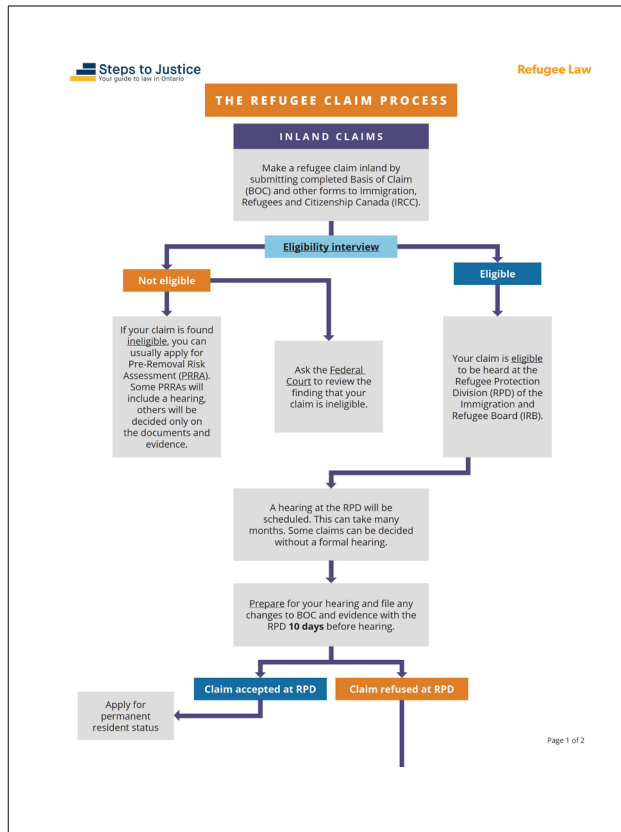 Steps to Justice
Your guide to law in Ontario
Refugee Law
THE REFUGEE CLAIM PROCESS
INLAND CLAIMS
Make a refugee claim inland by
submitting completed Basis of Claim
(BOC) and other forms to Immigration,
Refugees and Citizenship Canada (IRCC).
Eligibility interview
Not eligible
Eligible
If your claim is found
ineligible, you can
usually apply for
Pre-Removal Risk
Assessment (PRRA).
Some PRRAs will
include a hearing,
others will be
decided only on
the documents and
evidence.
Ask the Federal
Court to review the
finding that your
claim is ineligible.
Your claim is eligible
to be heard at the
Refugee Protection
Division (RPD) of the
Immigration and
Refugee Board (IRB).
A hearing at the RPD will be
scheduled. This can take many
months. Some claims can be decided
without a formal hearing.
Prepare for your hearing and file any
changes to BOC and evidence with the
RPD 10 days before hearing.
Claim accepted at RPD
Claim refused at RPD
Apply for
permanent
resident status
Page 1 of 2